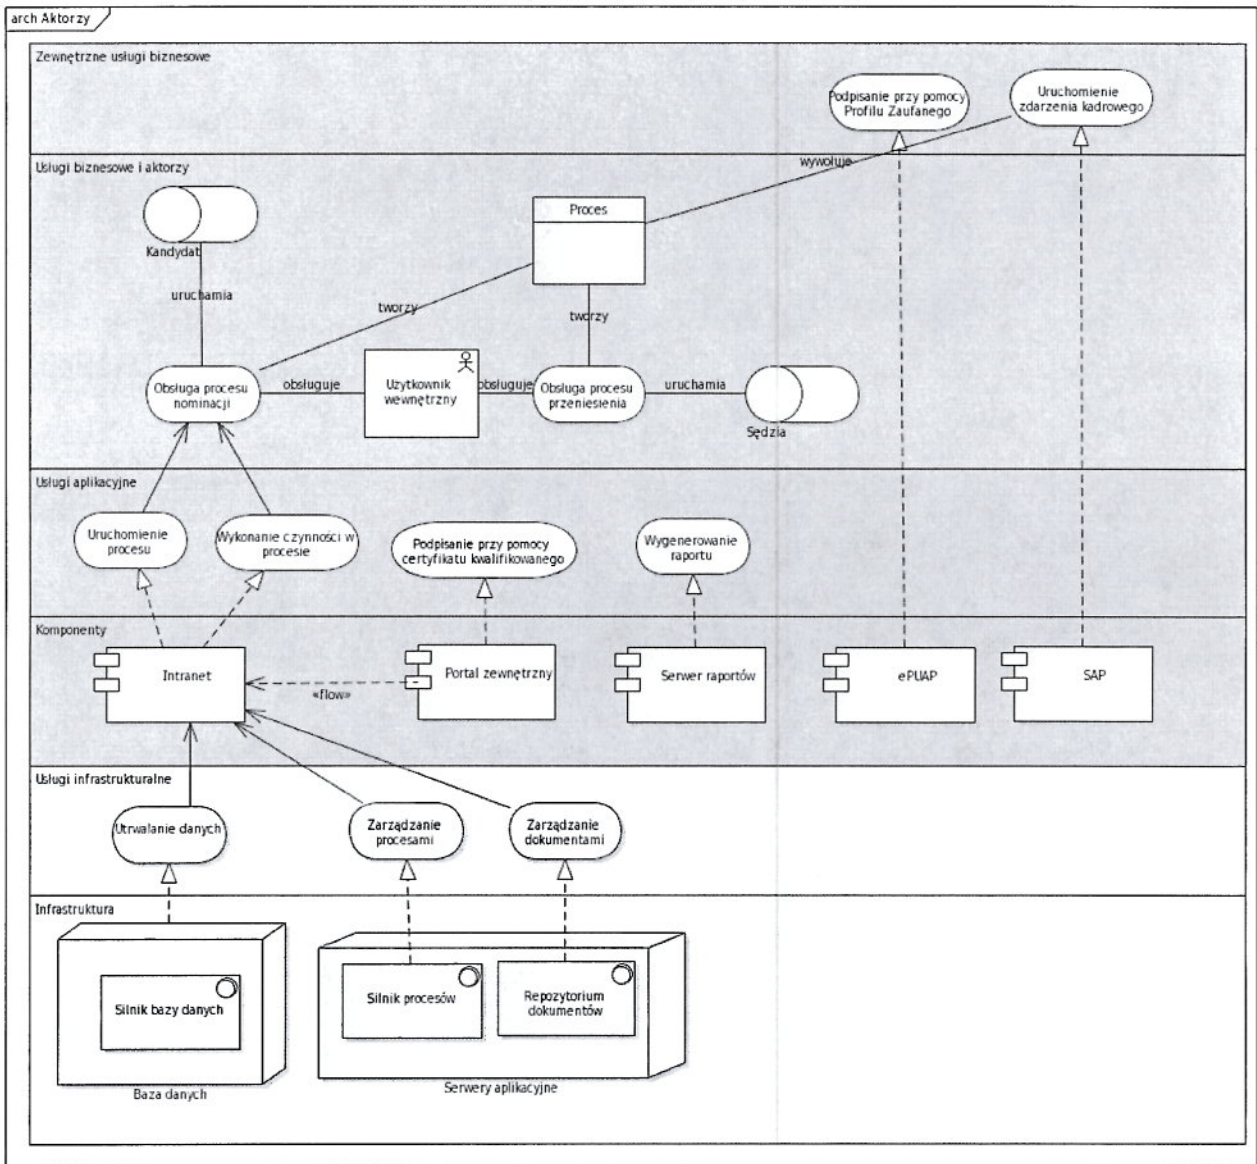 arch Aktorzy
Zewnętrzne usługi biznesowe
Podpisanie przy pomocy
Profilu Zaufanego
Uruchomienie
zdarzenia kadrowego
Usługi biznesowe i aktorzy
wywołuje
Proces
Kandydat
uruchamia
tworzy
tworzy
Obsługa procesu
nominacji
obsługuje
Użytkownik
wewnętrzny
obsługuje
Obsługa procesu
przeniesienia
uruchamia
Sędzia
Usługi aplikacyjne
Uruchomienie
procesu
Wykonanie czynności w
procesie
Podpisanie przy pomocy
certyfikatu kwalifikowanego
Wygenerowanie
raportu
Komponenty
Intranet
«flow»
Portal zewnętrzny
Serwer raportów
ePUAP
SAP
Usługi infrastrukturalne
Utrwalanie danych
Zarządzanie
procesami
Zarządzanie
dokumentami
Infrastruktura
Silnik bazy danych
Silnik procesów
Repozytorium
dokumentów
Baza danych
Serwery aplikacyjne